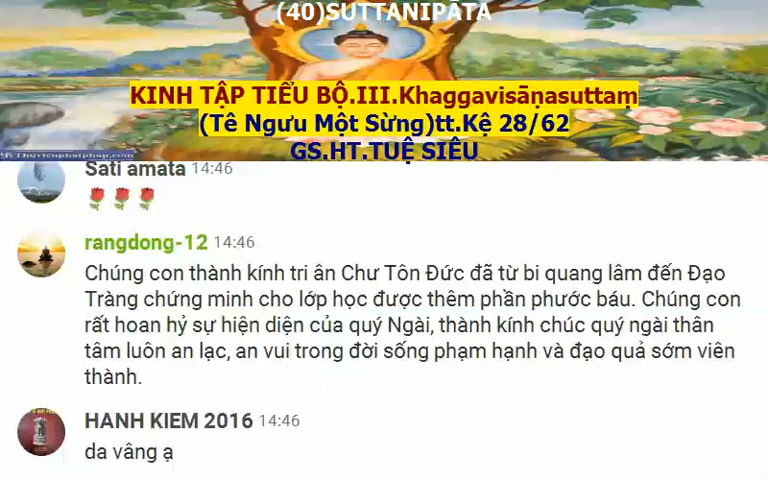 (40)SUTTANIPĀTA
KINH TẬP TIỂU BỘ.III.Khaggavisāṇasuttaṃ
(Tê Ngưu Một Sừng)tt.Kệ 28/62
GS.HT.TUỆ SIÊU
Thuvienphatphap.com
Sati amata 14:46
🌹🌹🌹
rangdong-12 14:46
Chúng con thành kính tri ân Chư Tôn Đức đã từ bi quang lâm đến Đạo
Tràng chứng minh cho lớp học được thêm phần phước báu. Chúng con
rất hoan hỷ sự hiện diện của quý Ngài, thành kính chúc quý ngài thân
tâm luôn an lạc, an vui trong đời sống phạm hạnh và đạo quả sớm viên
thành.
HANH KIEM 2016 14:46
da vâng ạ